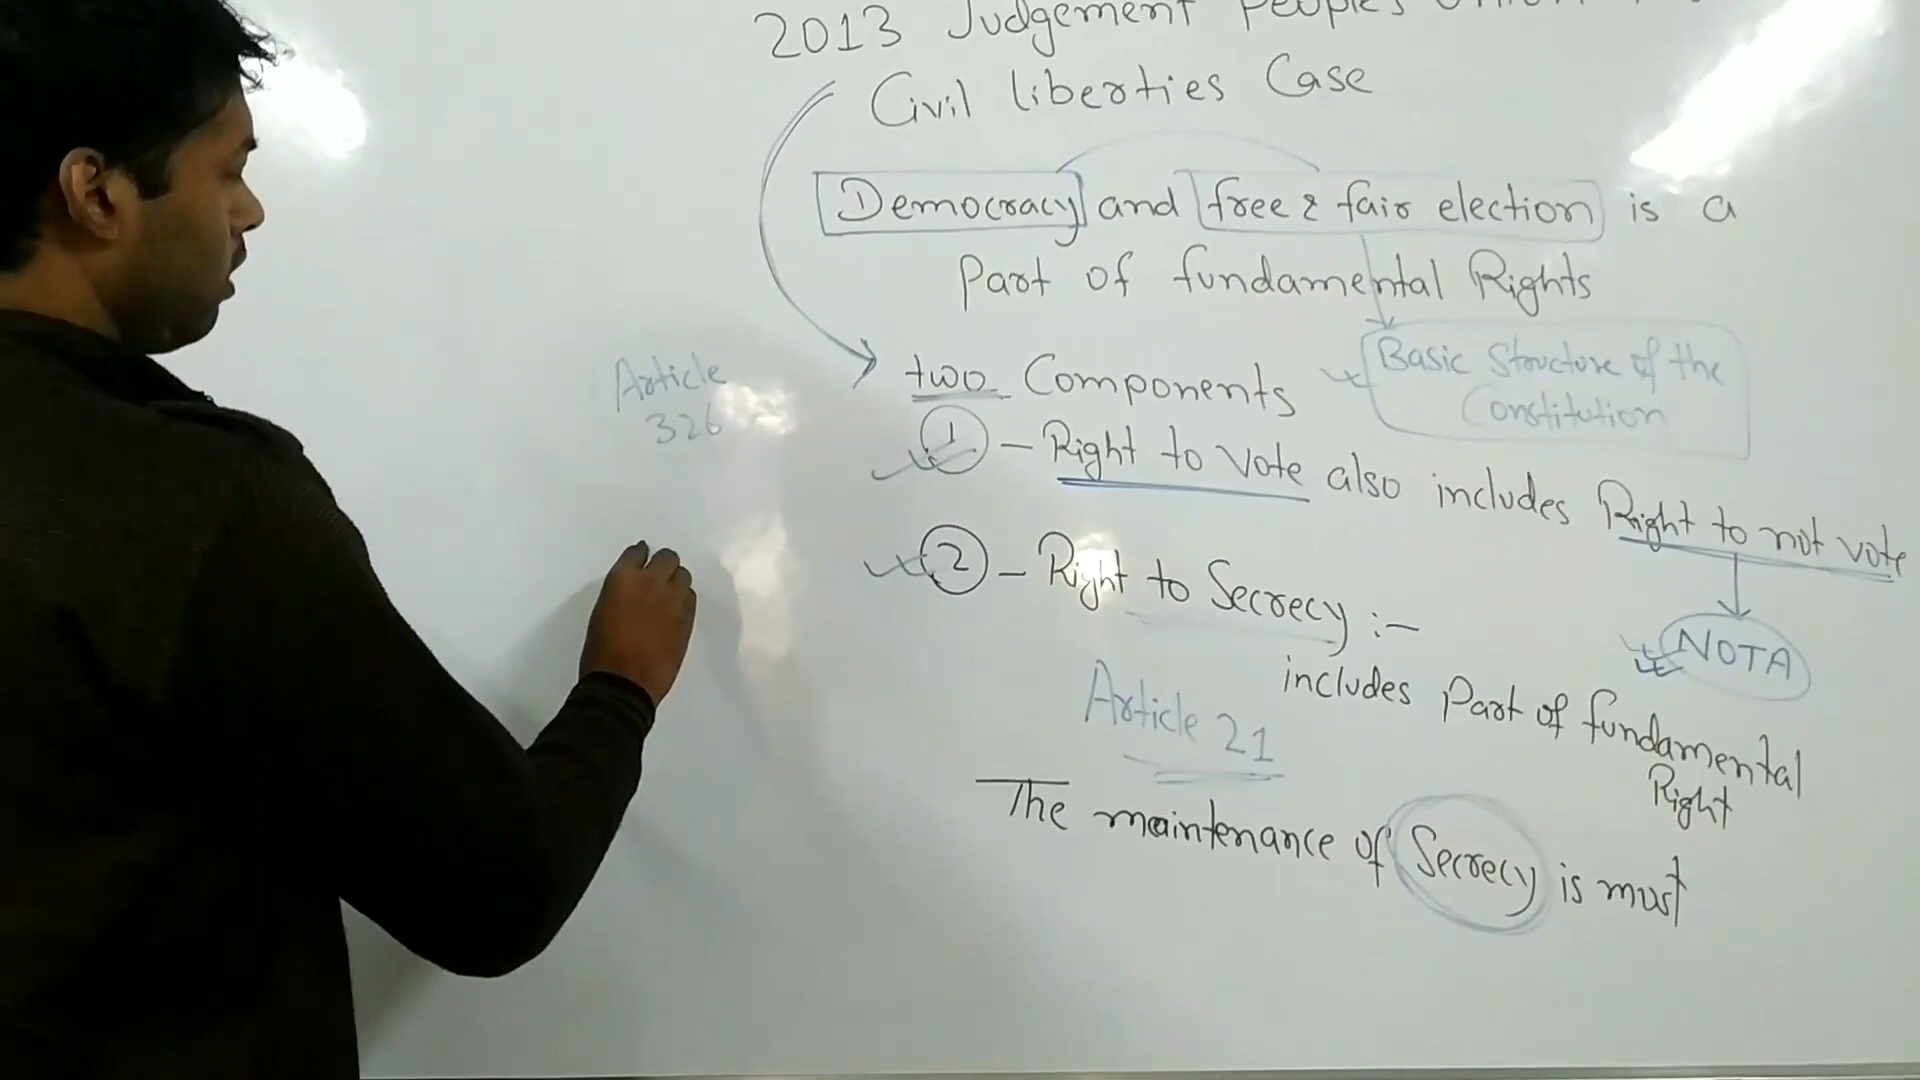 2013 Judgement People's Union
Civil liberties Case
Democracy and free & fair election is a
Part of fundamental Rights
Basic Structure of the
Constitution
Article
326
two Components
1 - Right to vote also includes Right to not vote
NOTA
2 - Right to Secrecy :-
includes Part of fundamental
Right
Article 21
The maintenance of Secrecy is must